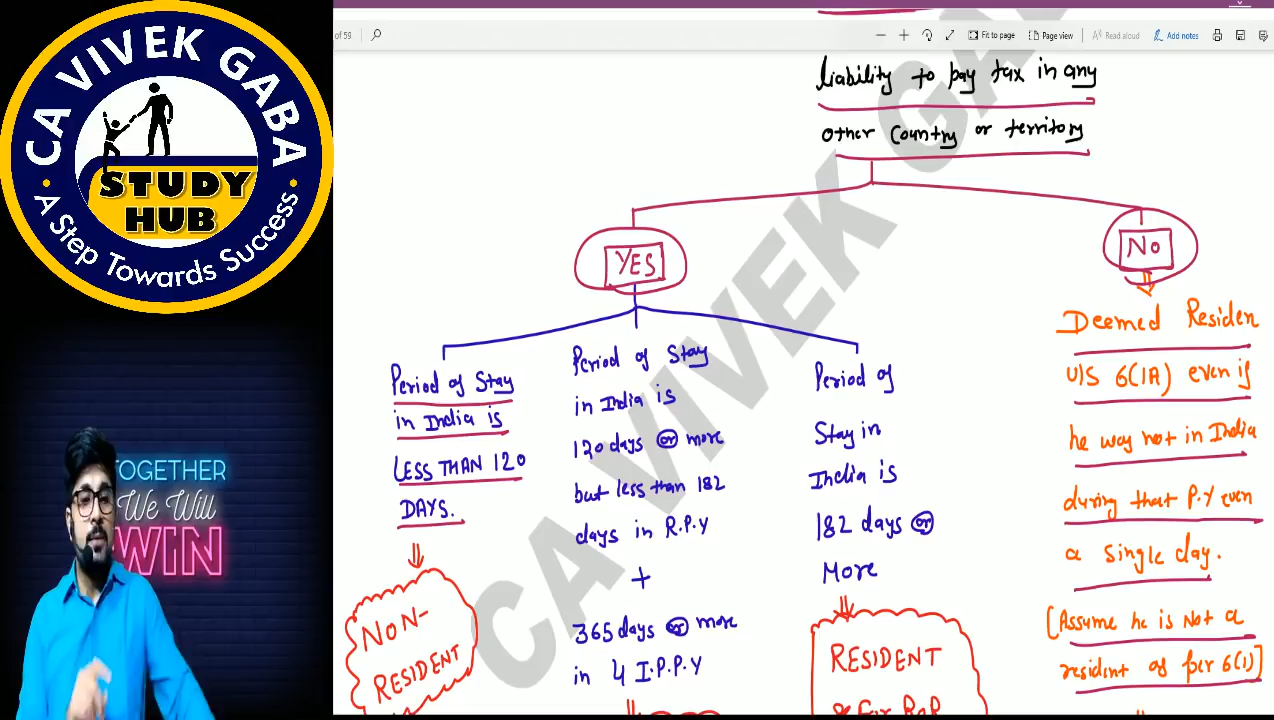 CA VIVEK GABA
STUDY
HUB
A Step Towards Success
of 59
Fit to page
Page view
Read aloud
Add notes
liability to pay tax in any
other Country or territory
YES
NO
Period of Stay
in India is
LESS THAN 120
DAYS.
NON-
RESIDENT
Period of Stay
in India is
120 days or more
but less than 182
days in R.P.Y
+
365 days or more
in 4 I.P.P.Y
Period of
Stay in
India is
182 days or
More
RESIDENT
Deemed Residen
U/S 6(1A) even if
he way not in India
during that P.Y even
a single day.
[Assume he is Not a
resident as per 6(1)]
TOGETHER
We Will
WIN
CA VIVEK GABA